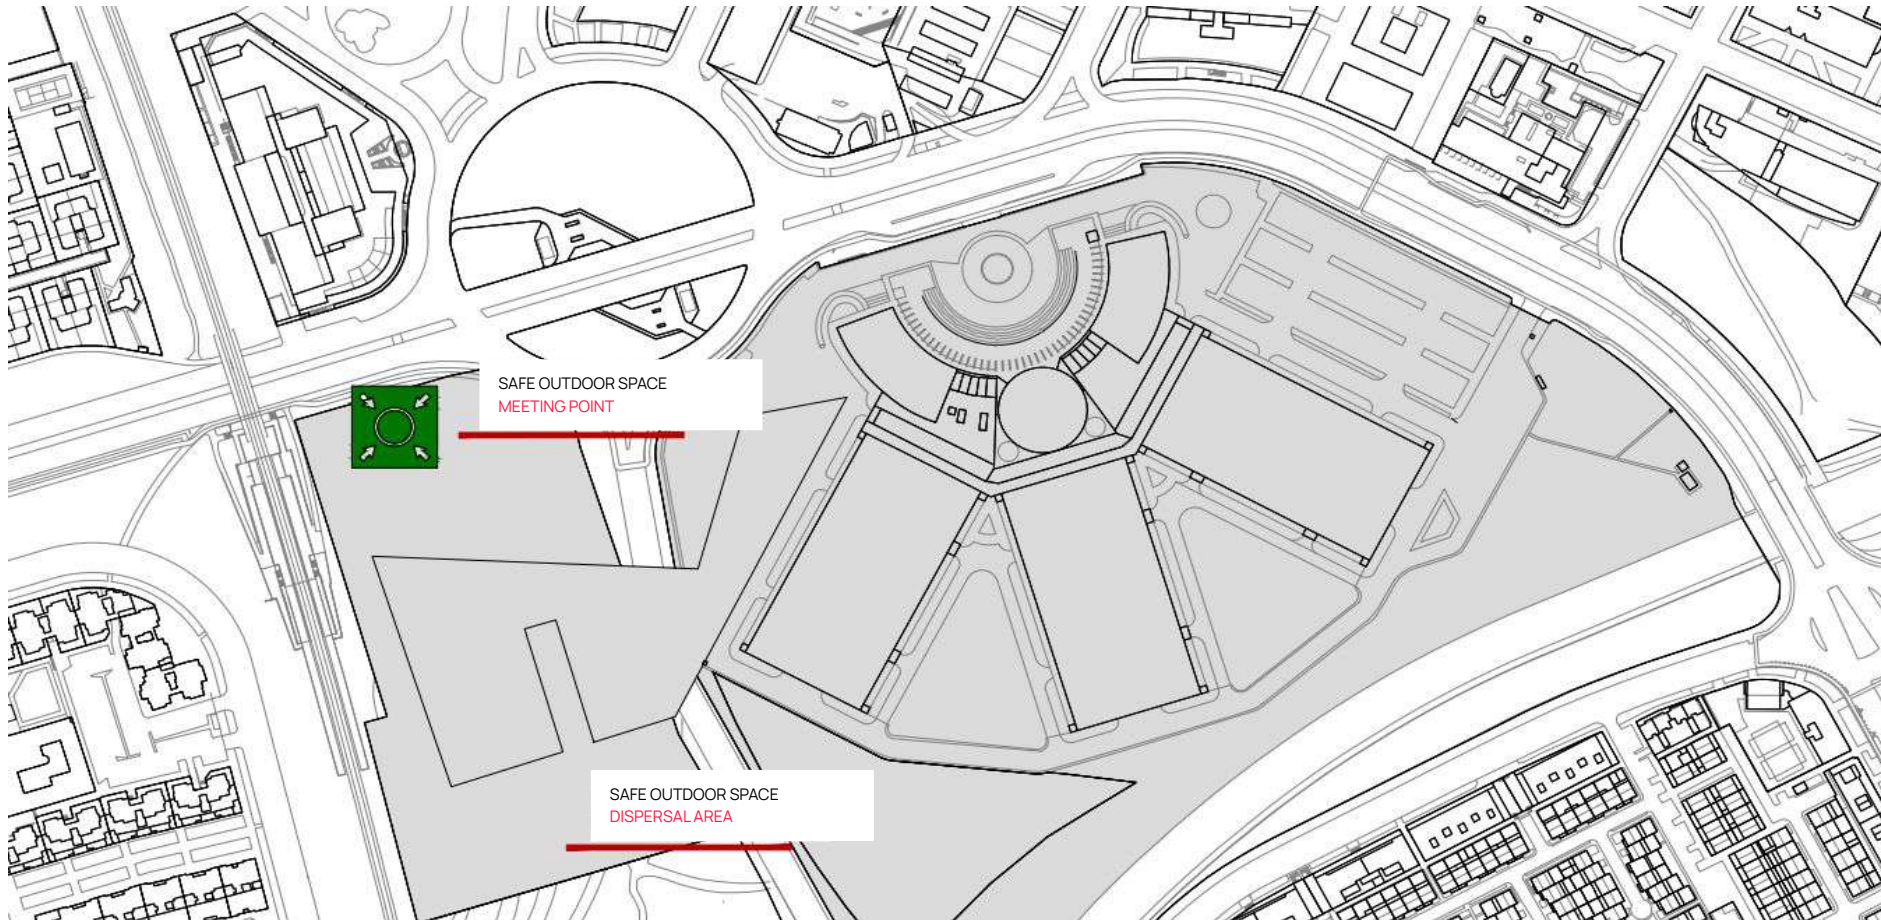 SAFE OUTDOOR SPACE
MEETING POINT
SAFE OUTDOOR SPACE
DISPERSAL AREA